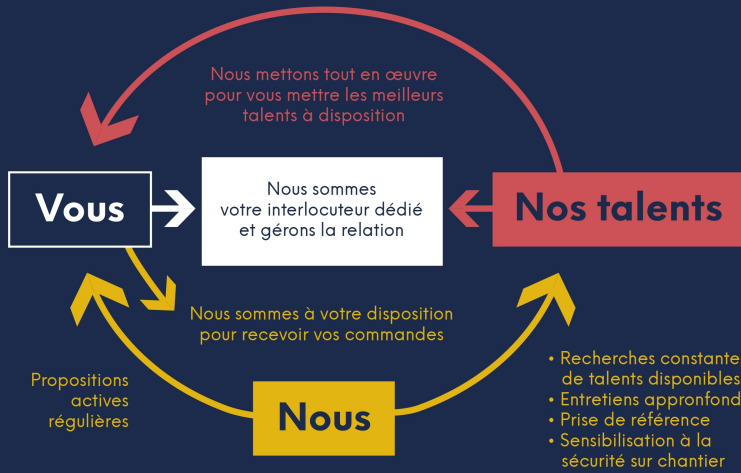 Nous mettons tout en œuvre
pour vous mettre les meilleurs
talents à disposition
Vous
Nous sommes
votre interlocuteur dédié
et gérons la relation
Nos talents
Nous sommes à votre disposition
pour recevoir vos commandes
Propositions
actives
régulières
Nous
• Recherches constante
de talents disponibles
• Entretiens approfond
• Prise de référence
• Sensibilisation à la
sécurité sur chantier